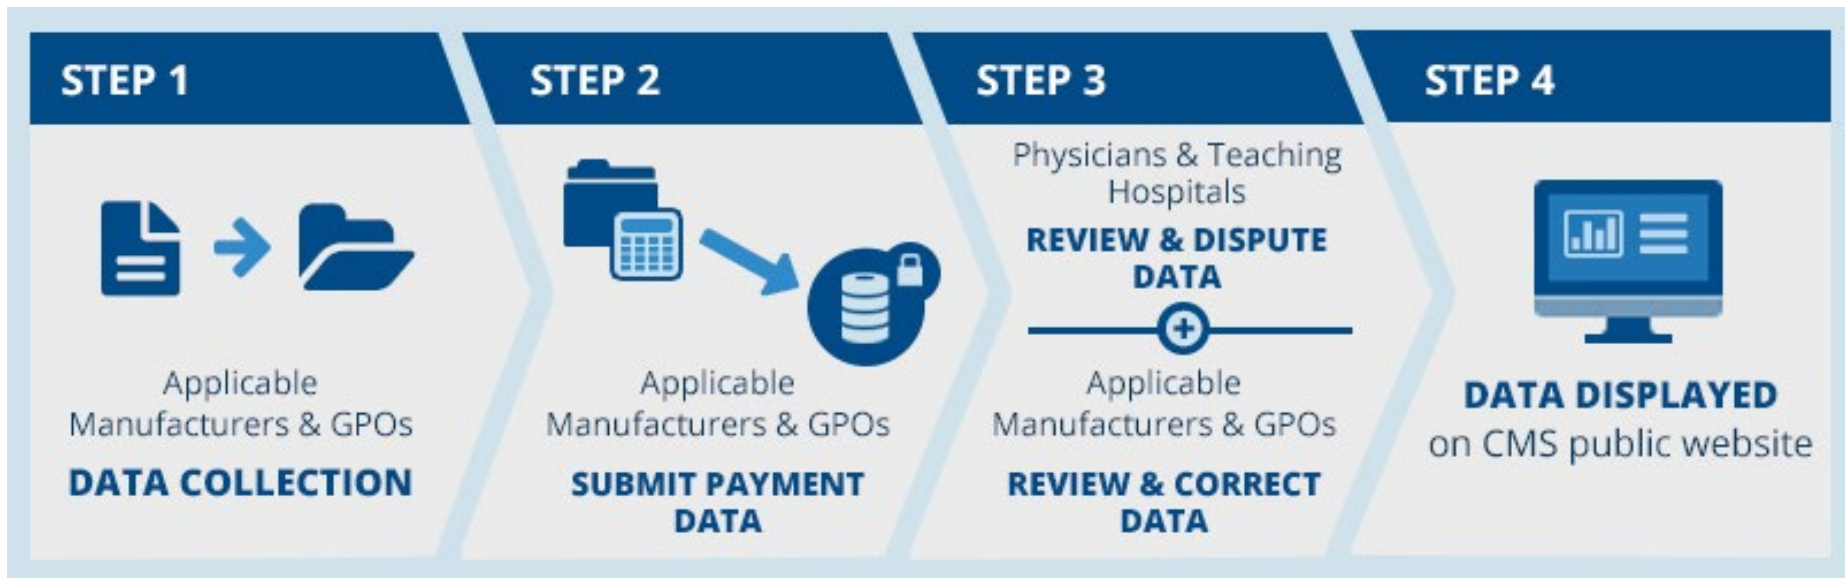 STEP 1
Applicable
Manufacturers & GPOs
DATA COLLECTION
STEP 2
Applicable
Manufacturers & GPOs
SUBMIT PAYMENT
DATA
STEP 3
Physicians & Teaching
Hospitals
REVIEW & DISPUTE
DATA
Applicable
Manufacturers & GPOs
REVIEW & CORRECT
DATA
STEP 4
DATA DISPLAYED
on CMS public website